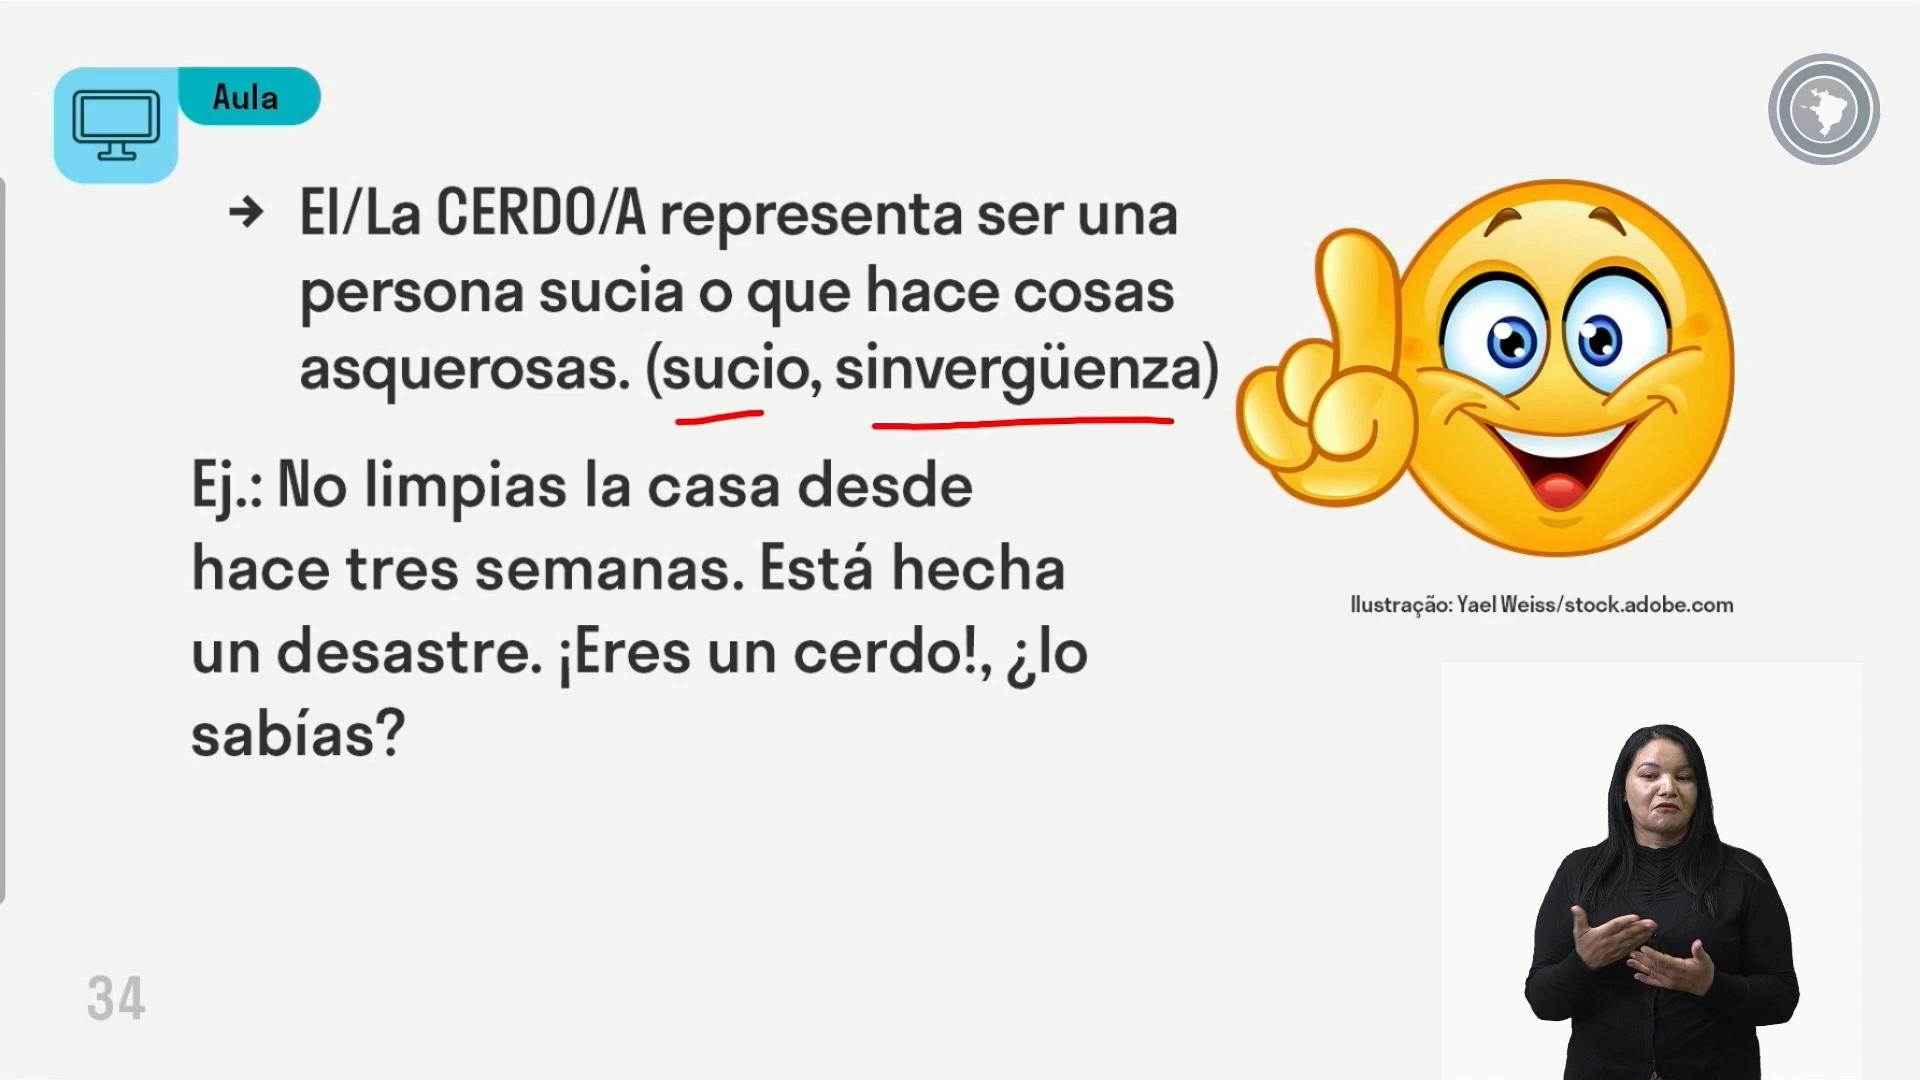 Aula
→ El/La CERDO/A representa ser una
persona sucia o que hace cosas
asquerosas. (sucio, sinvergüenza)
Ej.: No limpias la casa desde
hace tres semanas. Está hecha
un desastre. ¡Eres un cerdo!, ¿lo
sabías?
Ilustração: Yael Weiss/stock.adobe.com
34